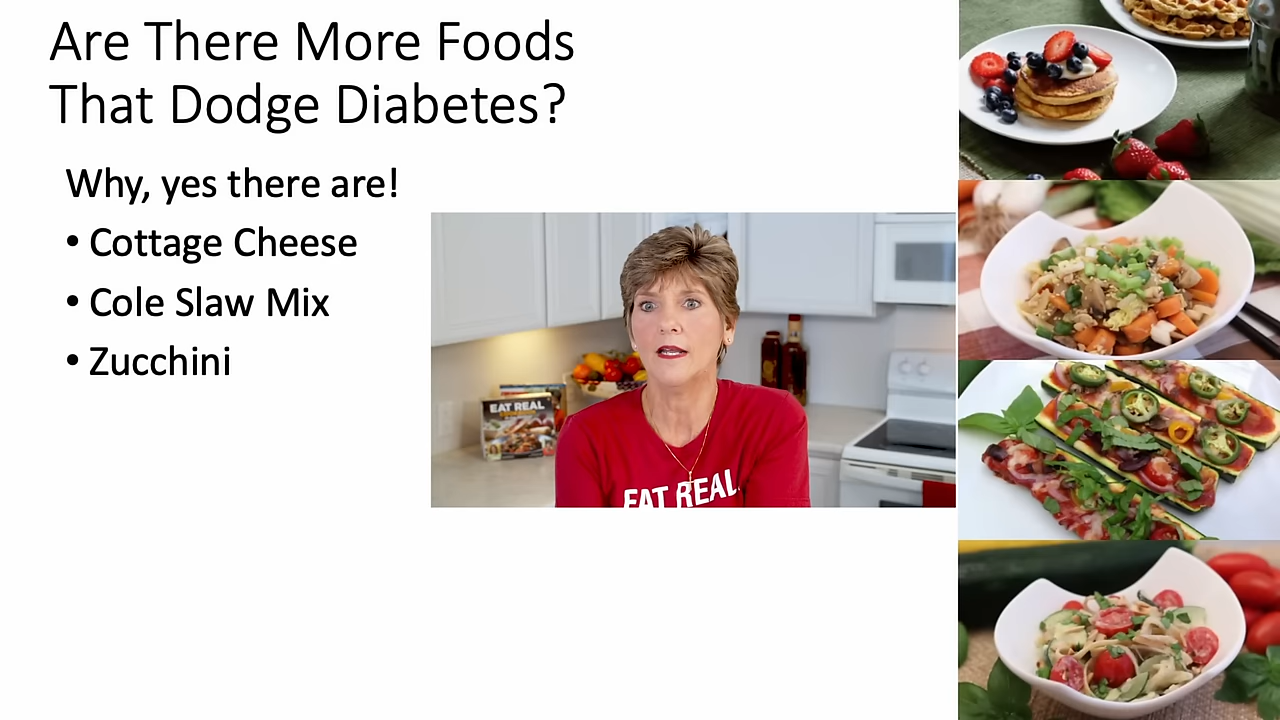 Are There More Foods
That Dodge Diabetes?
Why, yes there are!
• Cottage Cheese
• Cole Slaw Mix
• Zucchini
EAT REAL
EAT REAL